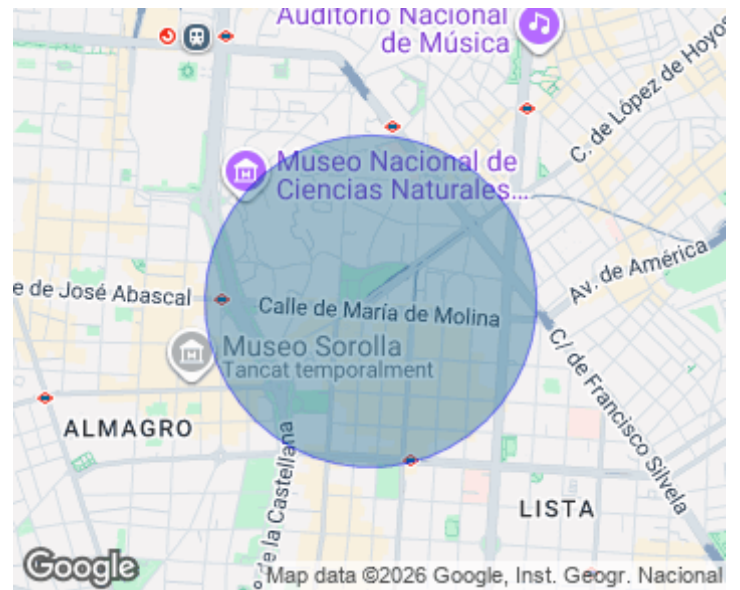 Auditorio Nacional
de Música
C. de López de Hoyos
Museo Nacional de
Ciencias Naturales...
Av. de América
e de José Abascal
Calle de María de Molina
Museo Sorolla
Tancat temporalment
C/ de Francisco Silvela
ALMAGRO
o de la Castellana
LISTA
Google
Map data ©2026 Google, Inst. Geogr. Nacional